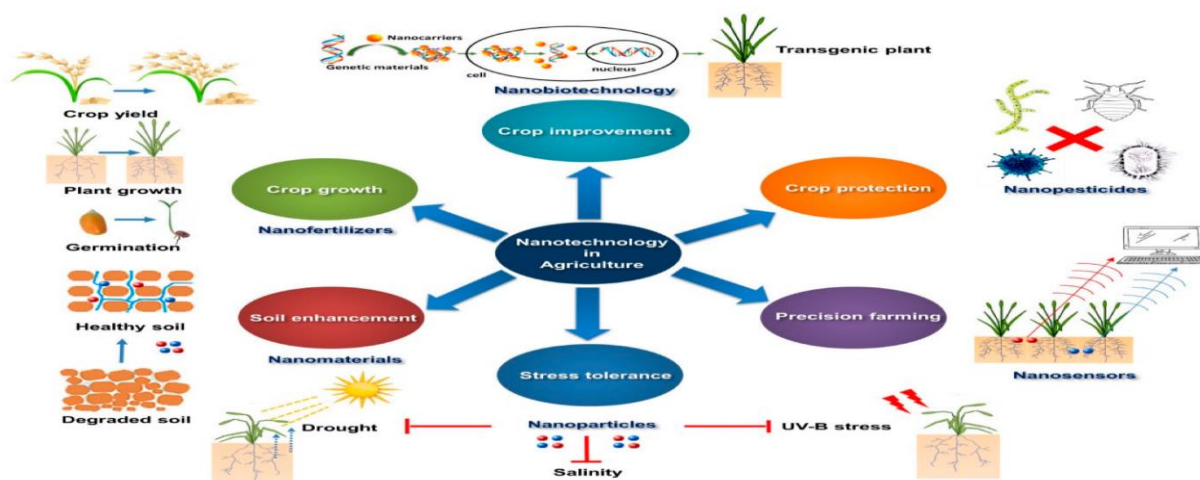 Nanocarriers
Genetic materials
cell
nucleus
Transgenic plant
Nanobiotechnology
Crop improvement
Crop yield
Plant growth
Germination
Healthy soil
Degraded soil
Crop growth
Nanofertilizers
Crop protection
Nanopesticides
Nanotechnology
in
Agriculture
Soil enhancement
Nanomaterials
Precision farming
Nanosensors
Stress tolerance
Nanoparticles
Drought
UV-B stress
Salinity